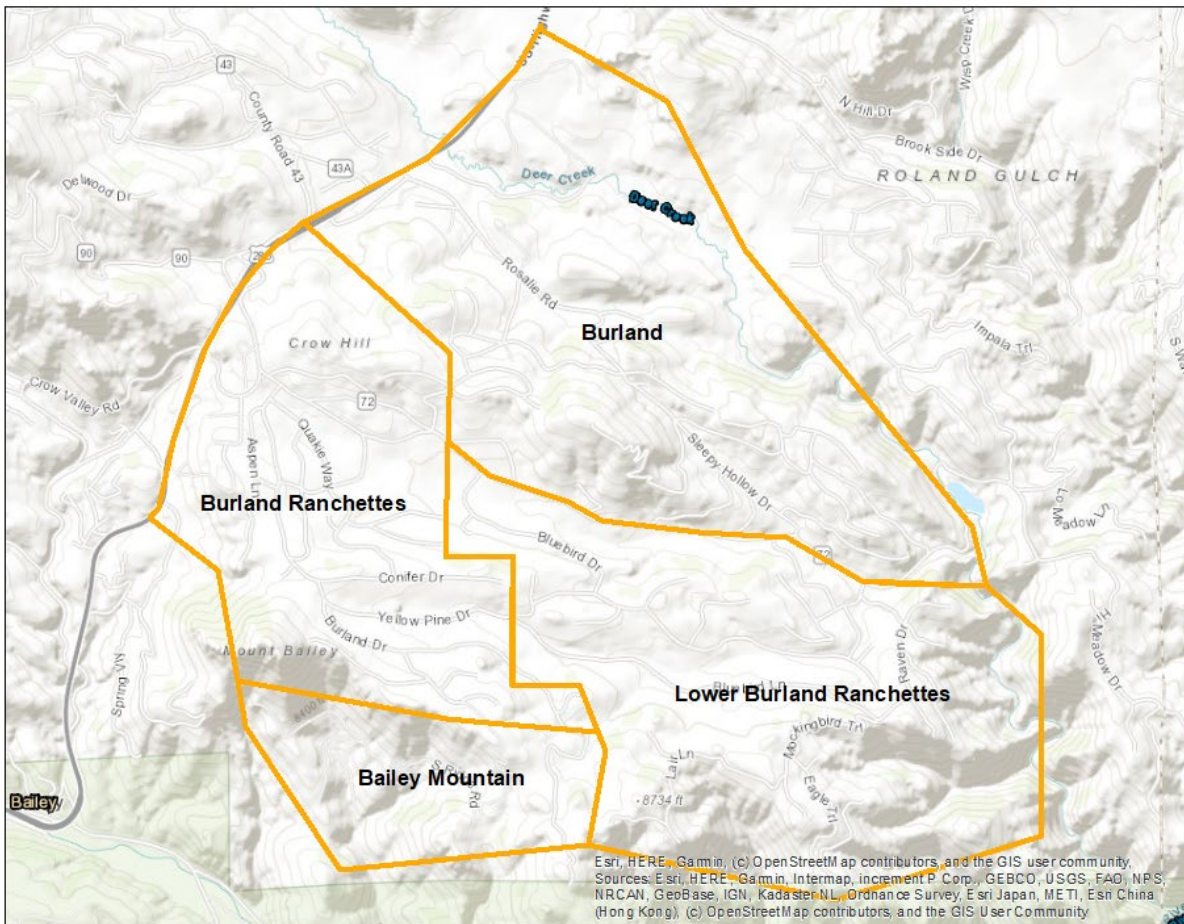 43
County Road 43
43A
Delwood Dr
90
90
Deer Creek
Deer Creek
N Hill Dr
Wisp Creek D
Brook Side Dr
ROLAND GULCH
Rosalie Rd
Burland
Impala Trl
Crow Hill
Crow Valley Rd
72
Quakie Way
Aspen Ln
Sleepy Hollow Dr
Burland Ranchettes
Bluebird Dr
72
Lo Meadow Ln
Conifer Dr
Yellow Pine Dr
Burland Dr
Mount Bailey
Raven Dr
Hi Meadow Dr
Lower Burland Ranchettes
Mockingbird Trl
Lair Ln
Bailey Mountain
Eagle Trl
8734 ft
Bailey
Esri, HERE, Garmin, (c) OpenStreetMap contributors, and the GIS user community,
Sources: Esri, HERE, Garmin, Intermap, increment P Corp., GEBCO, USGS, FAO, NPS,
NRCAN, GeoBase, IGN, Kadaster NL, Ordnance Survey, Esri Japan, METI, Esri China
(Hong Kong), (c) OpenStreetMap contributors, and the GIS User Community